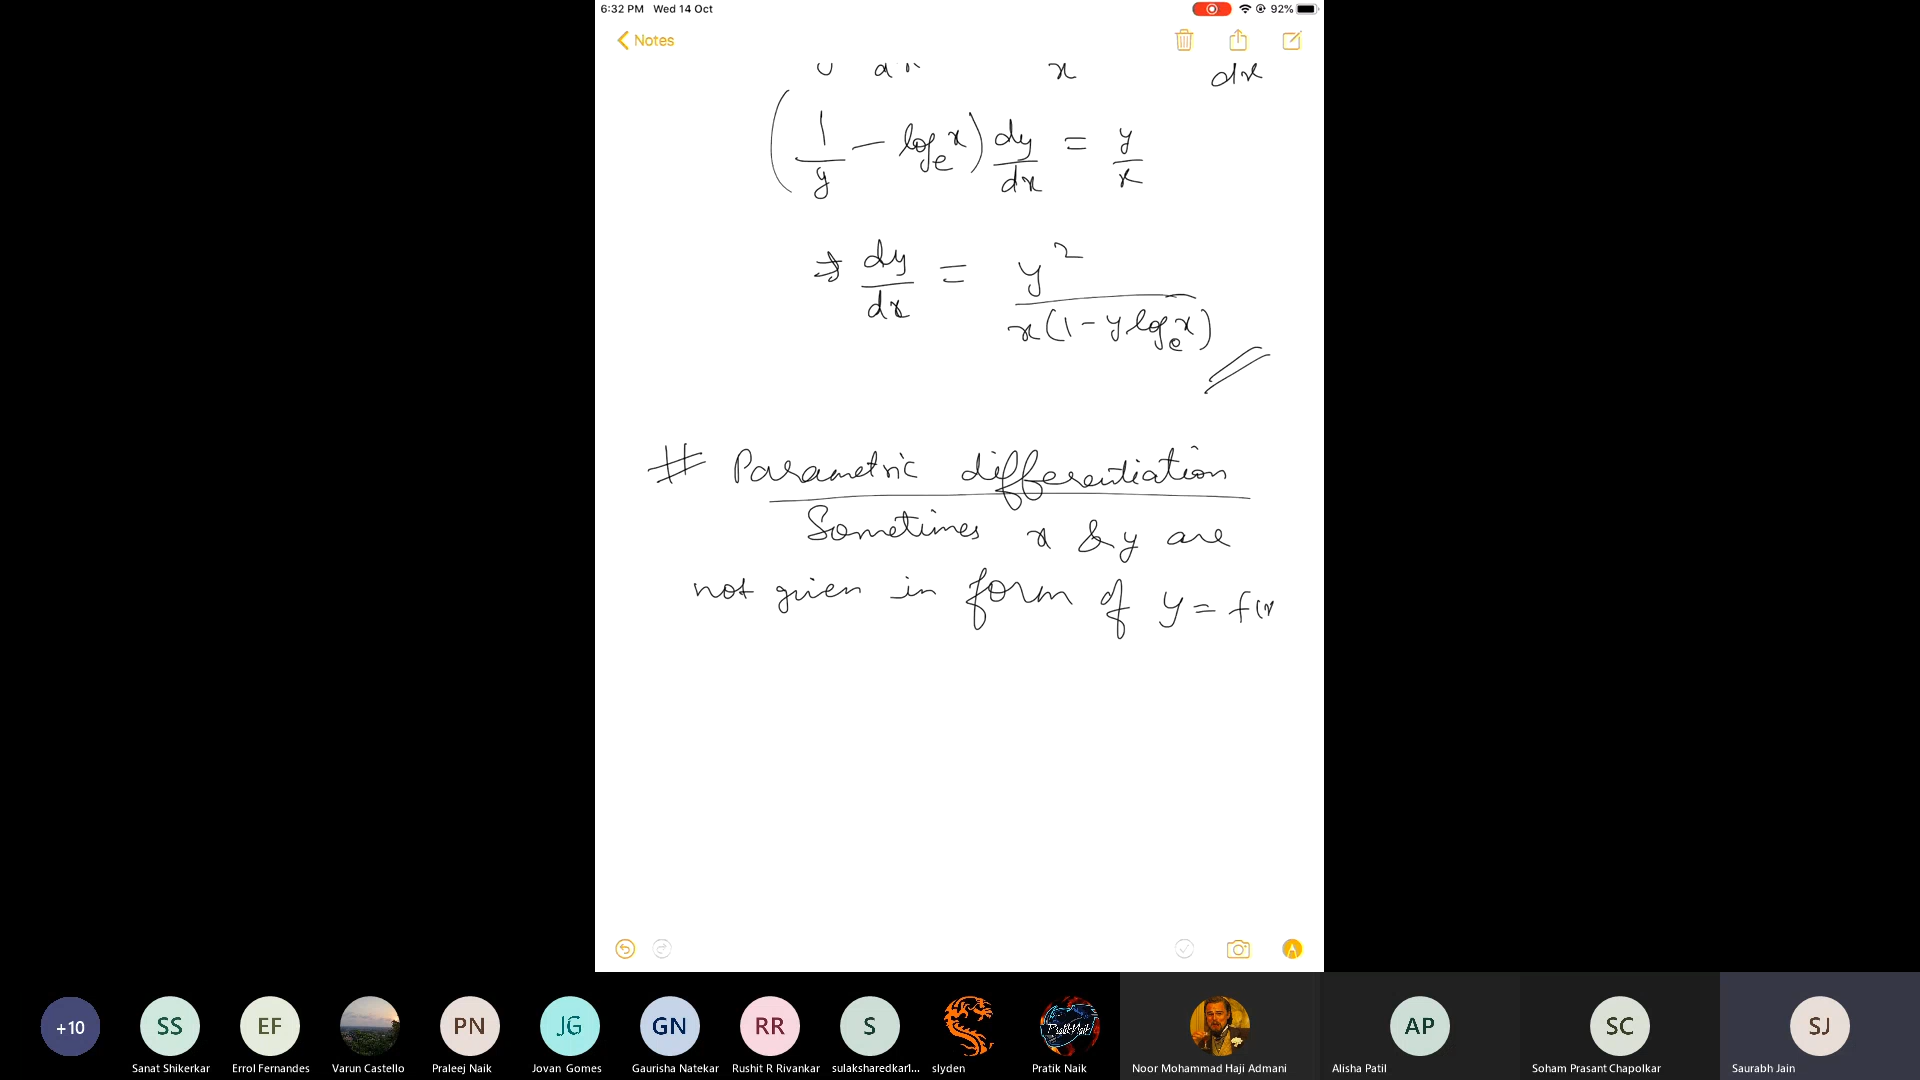 6:32 PM Wed 14 Oct 92%
Notes
x dx
(1/y − log_e x) dy/dx = y/x
⇒ dy/dx = y²/x(1 − y log_e x)
# Parametric differentiation
Sometimes x & y are
not given in form of y = f(x
+10 SS EF PN JG GN RR S PratikNaik AP SC SJ
Sanat Shikerkar Errol Fernandes Varun Castello Praleej Naik Jovan Gomes Gaurisha Natekar Rushit R Rivankar sulaksharedkarl... slyden Pratik Naik Noor Mohammad Haji Admani Alisha Patil Soham Prasant Chapolkar Saurabh Jain